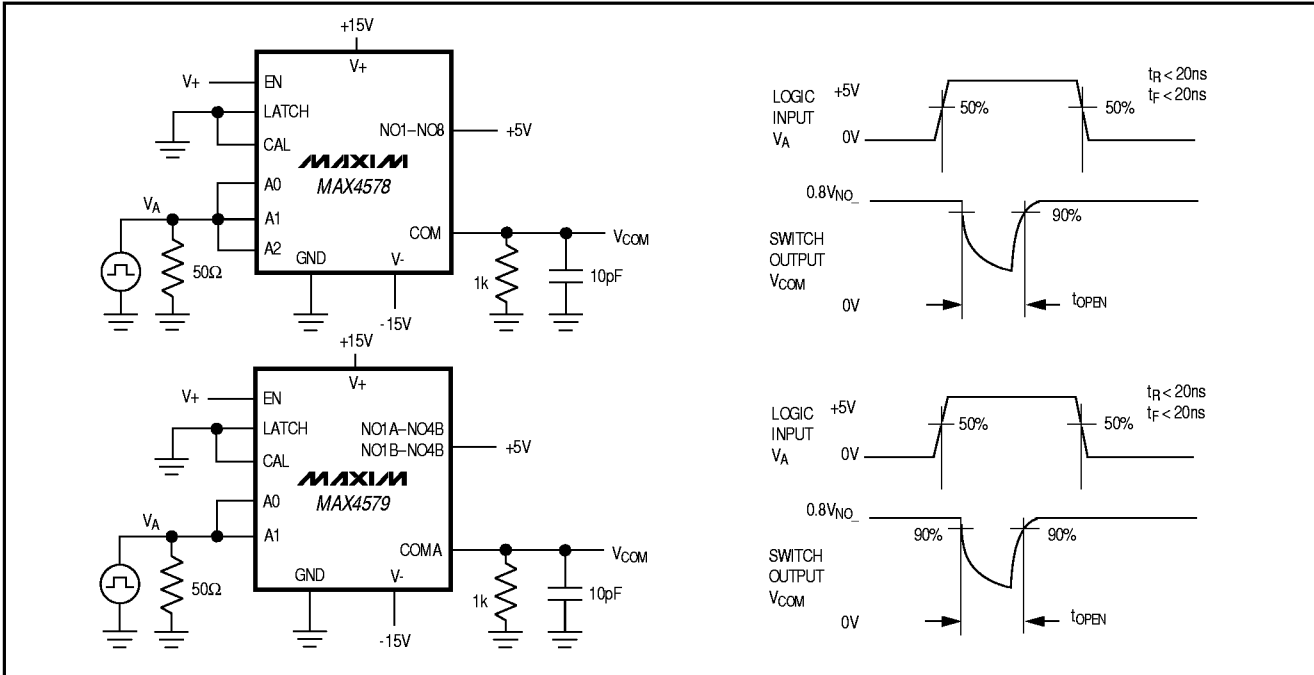 +15V
V+
V+
EN
LATCH
CAL
NO1–NO8
+5V
MAXIM
MAX4578
A0
VA
A1
A2
COM
VCOM
GND
V-
50Ω
1k
10pF
-15V
LOGIC
INPUT
VA
+5V
0V
50%
50%
tR < 20ns
tF < 20ns
0.8VNO_
90%
SWITCH
OUTPUT
VCOM
0V
tOPEN
+15V
V+
V+
EN
LATCH
CAL
NO1A–NO4B
NO1B–NO4B
+5V
MAXIM
MAX4579
A0
VA
A1
COMA
VCOM
GND
V-
50Ω
1k
10pF
-15V
LOGIC
INPUT
VA
+5V
0V
50%
50%
tR < 20ns
tF < 20ns
0.8VNO_
90%
90%
SWITCH
OUTPUT
VCOM
0V
tOPEN